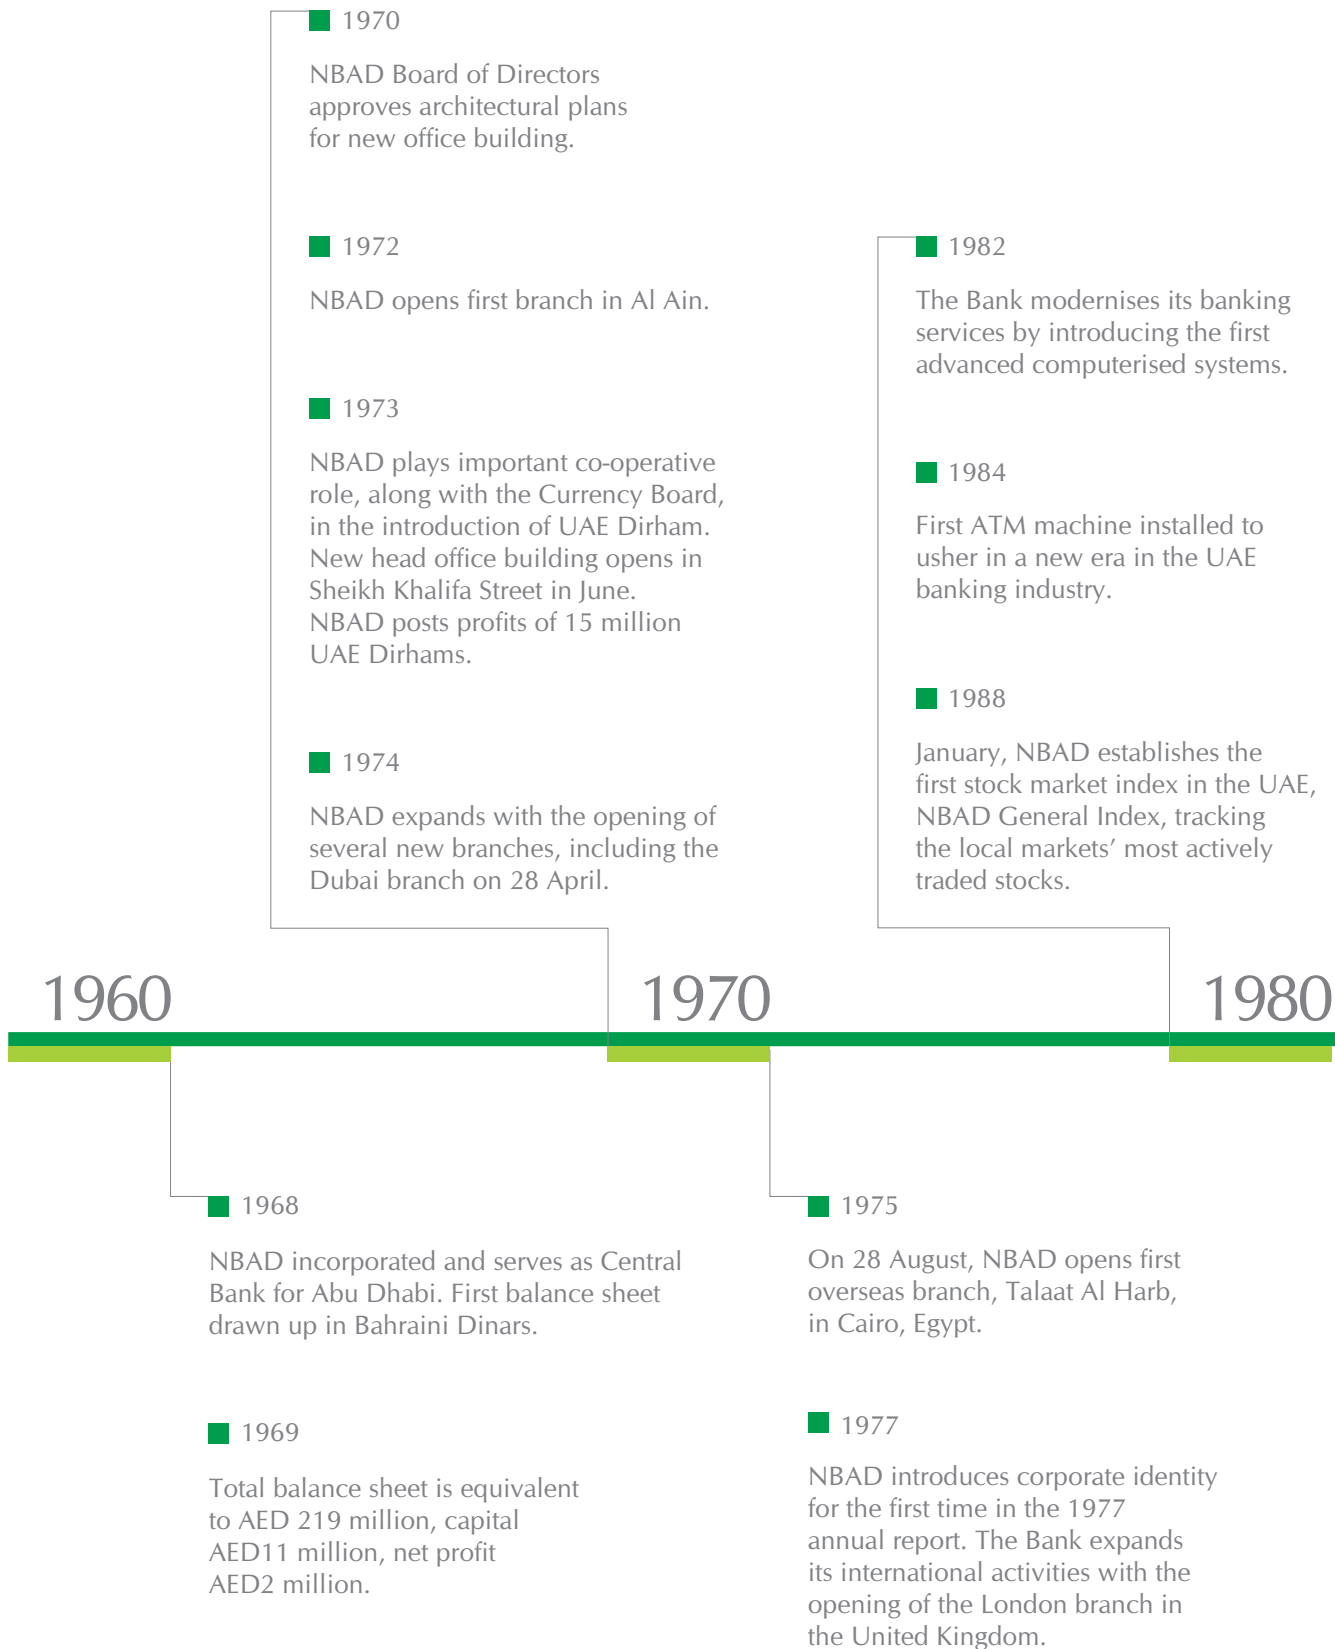 1970
NBAD Board of Directors
approves architectural plans
for new office building.
1972
NBAD opens first branch in Al Ain.
1973
NBAD plays important co-operative
role, along with the Currency Board,
in the introduction of UAE Dirham.
New head office building opens in
Sheikh Khalifa Street in June.
NBAD posts profits of 15 million
UAE Dirhams.
1974
NBAD expands with the opening of
several new branches, including the
Dubai branch on 28 April.
1982
The Bank modernises its banking
services by introducing the first
advanced computerised systems.
1984
First ATM machine installed to
usher in a new era in the UAE
banking industry.
1988
January, NBAD establishes the
first stock market index in the UAE,
NBAD General Index, tracking
the local markets’ most actively
traded stocks.
1960
1970
1980
1968
NBAD incorporated and serves as Central
Bank for Abu Dhabi. First balance sheet
drawn up in Bahraini Dinars.
1969
Total balance sheet is equivalent
to AED 219 million, capital
AED11 million, net profit
AED2 million.
1975
On 28 August, NBAD opens first
overseas branch, Talaat Al Harb,
in Cairo, Egypt.
1977
NBAD introduces corporate identity
for the first time in the 1977
annual report. The Bank expands
its international activities with the
opening of the London branch in
the United Kingdom.